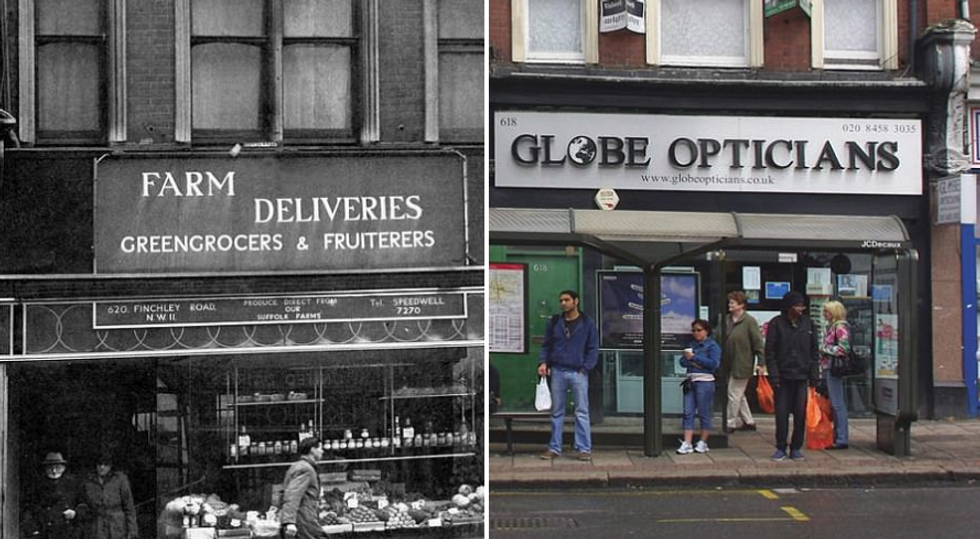 FARM
DELIVERIES
GREENGROCERS & FRUITERERS
620. FINCHLEY ROAD,
N.W.11.
PRODUCE DIRECT FROM
OUR
SUFFOLK FARMS
Tel. SPEEDWELL
7270
618
020 8458 3035
GLOBE OPTICIANS
www.globeopticians.co.uk
JCDecaux
618